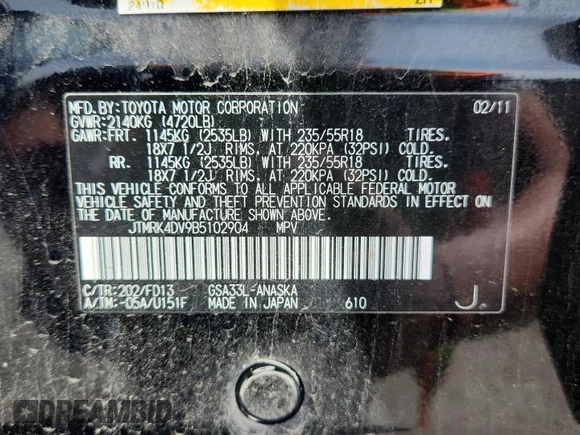 24010
MFD.BY:TOYOTA MOTOR CORPORATION 02/11
GVWR:2140KG (4720LB)
GAWR:FRT. 1145KG (2535LB) WITH 235/55R18 TIRES.
18X7 1/2J RIMS. AT 220KPA (32PSI) COLD.
RR. 1145KG (2535LB) WITH 235/55R18 TIRES.
18X7 1/2J RIMS. AT 220KPA (32PSI) COLD.
THIS VEHICLE CONFORMS TO ALL APPLICABLE FEDERAL MOTOR
VEHICLE SAFETY AND THEFT PREVENTION STANDARDS IN EFFECT ON
THE DATE OF MANUFACTURE SHOWN ABOVE.
JTMRK4DV9B5102904 MPV
C/TR:202/FD13 GSA33L-ANASKA
A/TM:-05A/U151F MADE IN JAPAN 610 J.
DREAMBID.COM